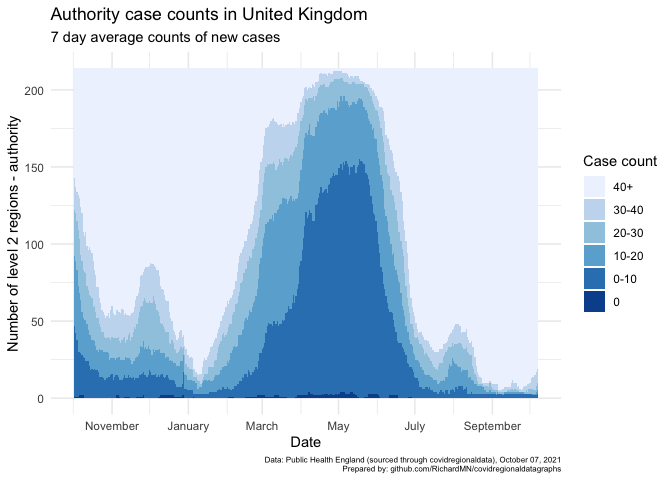 Authority case counts in United Kingdom
7 day average counts of new cases
Number of level 2 regions - authority
200
150
100
50
0
November January March May July September
Date
Case count
40+
30-40
20-30
10-20
0-10
0
Data: Public Health England (sourced through covidregionaldata), October 07, 2021
Prepared by: github.com/RichardMN/covidregionaldatagraphs